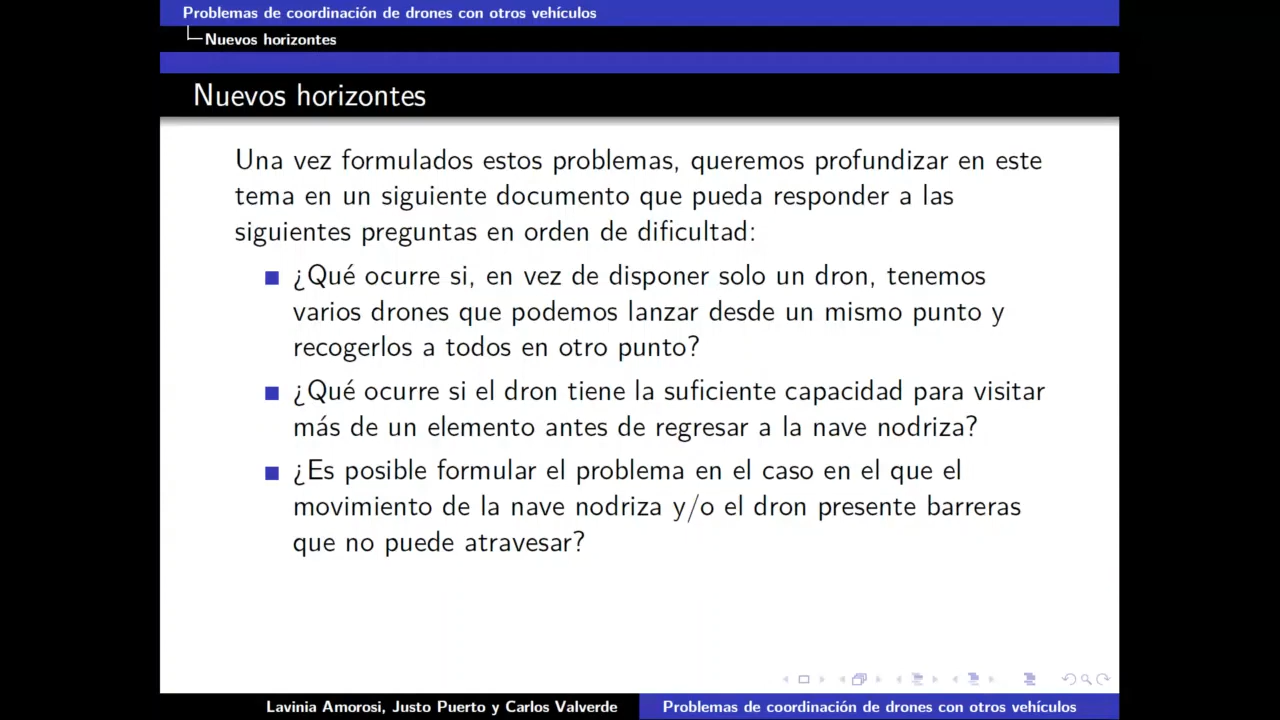 Problemas de coordinación de drones con otros vehículos
Nuevos horizontes
Nuevos horizontes
Una vez formulados estos problemas, queremos profundizar en este
tema en un siguiente documento que pueda responder a las
siguientes preguntas en orden de dificultad:
¿Qué ocurre si, en vez de disponer solo un dron, tenemos
varios drones que podemos lanzar desde un mismo punto y
recogerlos a todos en otro punto?
¿Qué ocurre si el dron tiene la suficiente capacidad para visitar
más de un elemento antes de regresar a la nave nodriza?
¿Es posible formular el problema en el caso en el que el
movimiento de la nave nodriza y/o el dron presente barreras
que no puede atravesar?
Lavinia Amorosi, Justo Puerto y Carlos Valverde
Problemas de coordinación de drones con otros vehículos